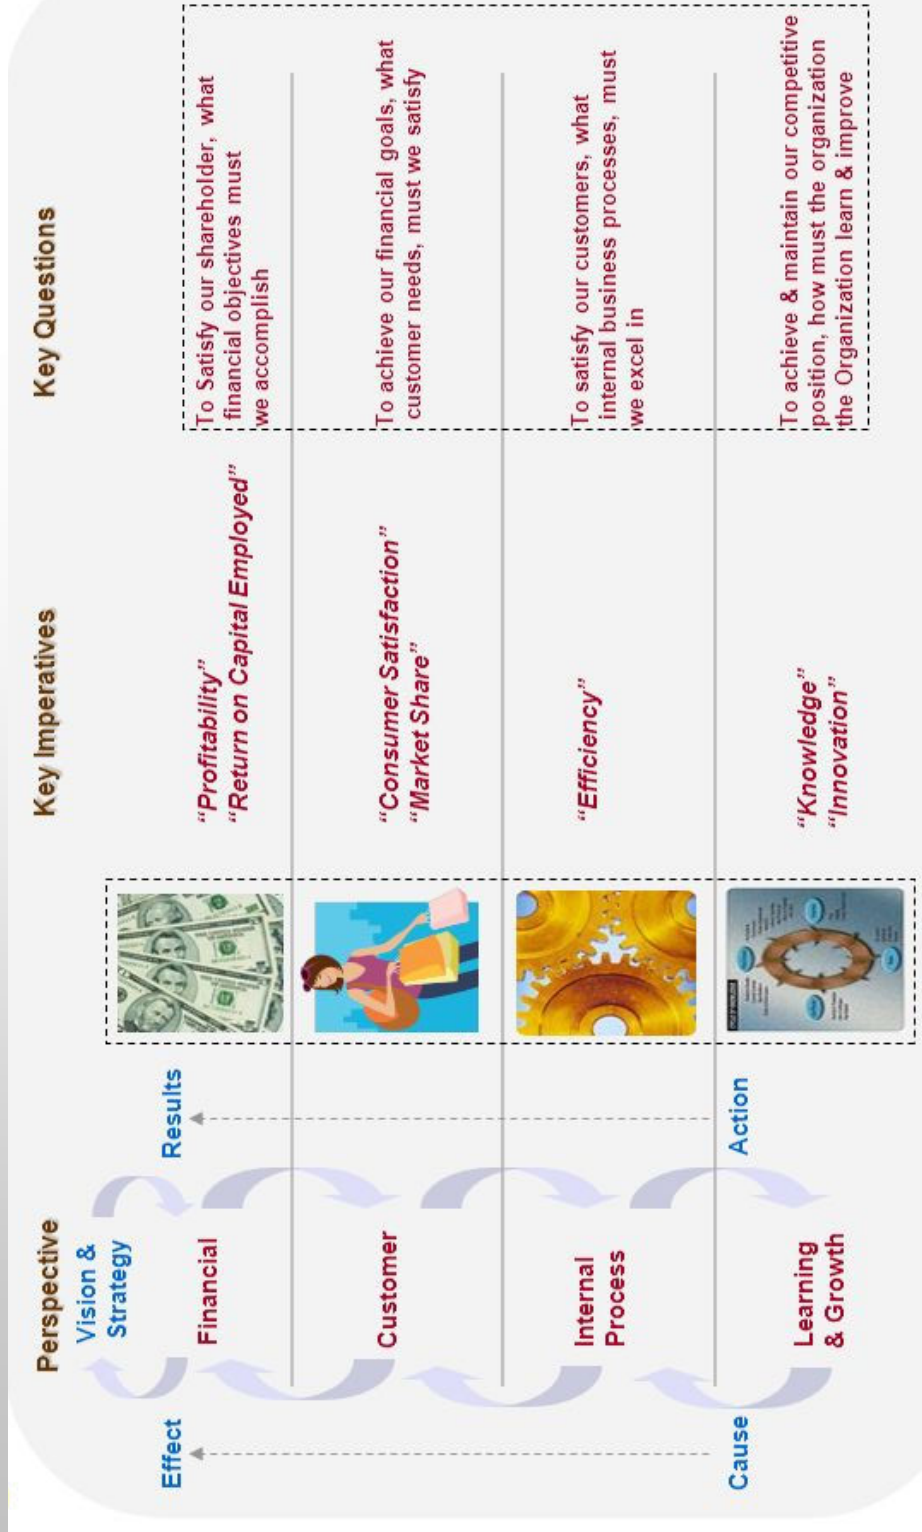 Perspective
Key Imperatives
Key Questions
Vision &
Strategy
Effect
Results
Financial
“Profitability”
“Return on Capital Employed”
To Satisfy our shareholder, what
financial objectives must
we accomplish
Customer
“Consumer Satisfaction”
“Market Share”
To achieve our financial goals, what
customer needs, must we satisfy
Internal
Process
“Efficiency”
To satisfy our customers, what
internal business processes, must
we excel in
Cause
Action
Learning
& Growth
“Knowledge”
“Innovation”
To achieve & maintain our competitive
position, how must the organization
the Organization learn & improve